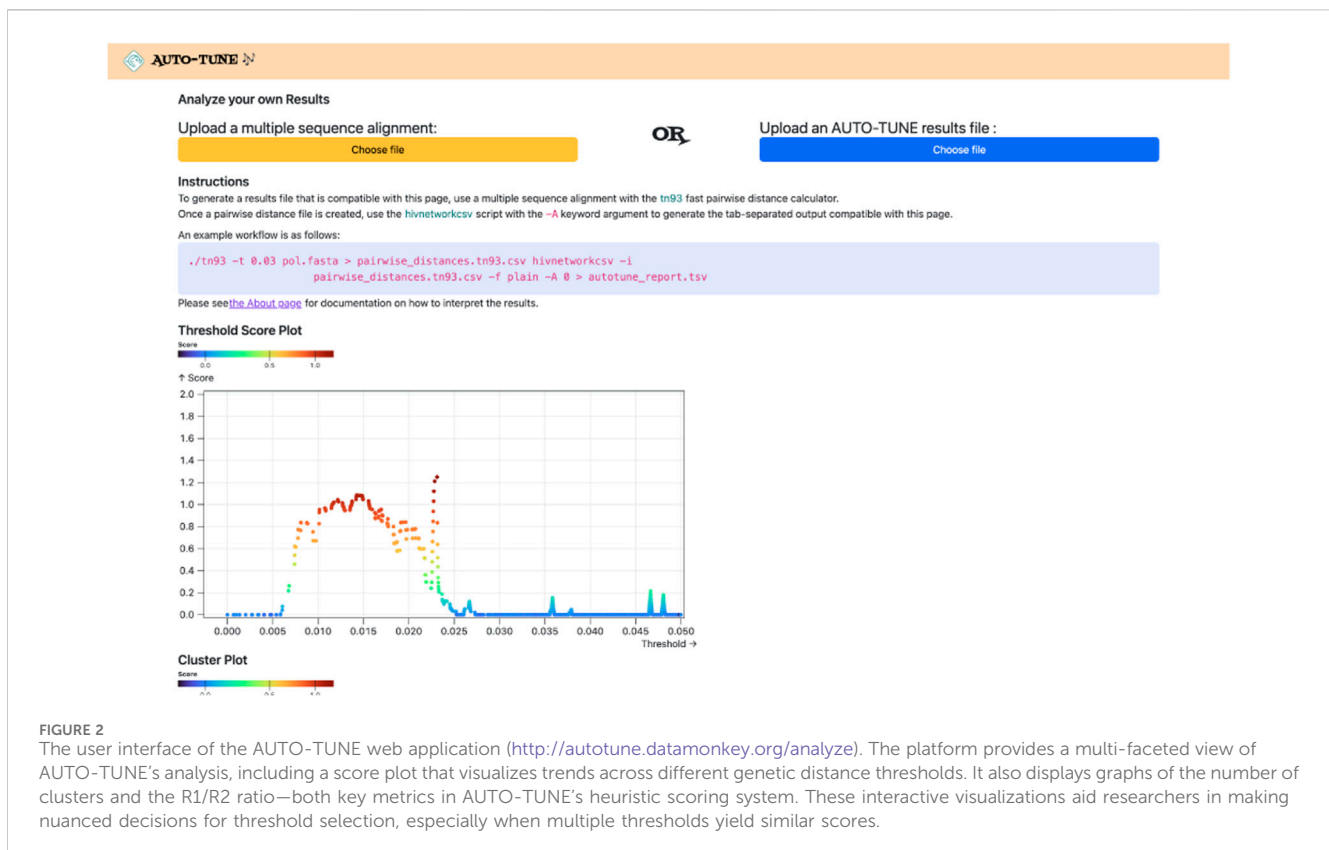 AUTO-TUNE
Analyze your own Results
Upload a multiple sequence alignment:
Choose file
OR
Upload an AUTO-TUNE results file :
Choose file
Instructions
To generate a results file that is compatible with this page, use a multiple sequence alignment with the tn93 fast pairwise distance calculator.
Once a pairwise distance file is created, use the hivnetworkcsv script with the -A keyword argument to generate the tab-separated output compatible with this page.
An example workflow is as follows:
./tn93 -t 0.03 pol.fasta > pairwise_distances.tn93.csv hivnetworkcsv -i
pairwise_distances.tn93.csv -f plain -A 0 > autotune_report.tsv
Please seethe About page for documentation on how to interpret the results.
Threshold Score Plot
Score
0.0 0.5 1.0
↑ Score
2.0
1.8
1.6
1.4
1.2
1.0
0.8
0.6
0.4
0.2
0.0
0.000 0.005 0.010 0.015 0.020 0.025 0.030 0.035 0.040 0.045 0.050
Threshold →
Cluster Plot
Score
0.0 0.5 1.0
FIGURE 2
The user interface of the AUTO-TUNE web application (http://autotune.datamonkey.org/analyze). The platform provides a multi-faceted view of
AUTO-TUNE's analysis, including a score plot that visualizes trends across different genetic distance thresholds. It also displays graphs of the number of
clusters and the R1/R2 ratio—both key metrics in AUTO-TUNE's heuristic scoring system. These interactive visualizations aid researchers in making
nuanced decisions for threshold selection, especially when multiple thresholds yield similar scores.